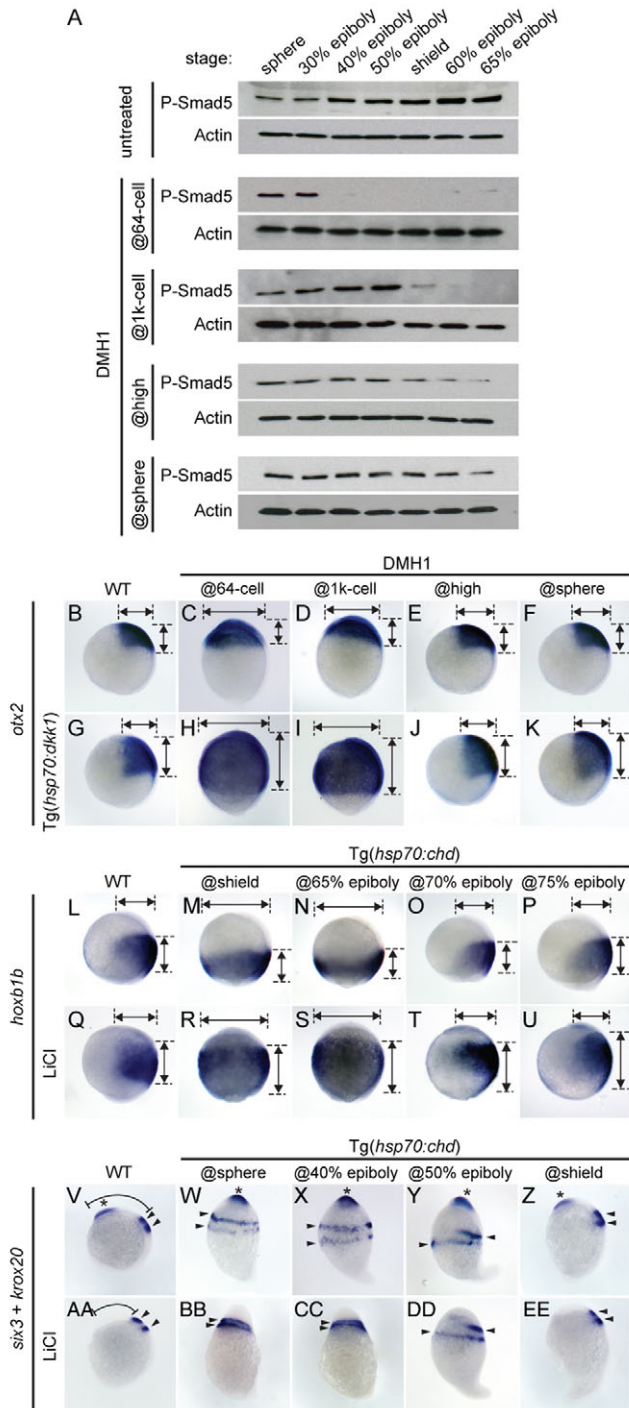 A
stage:
sphere
30% epiboly
40% epiboly
50% epiboly
shield
60% epiboly
65% epiboly
untreated
P-Smad5
Actin
DMH1
@64-cell
P-Smad5
Actin
@1k-cell
P-Smad5
Actin
@high
P-Smad5
Actin
@sphere
P-Smad5
Actin
DMH1
WT @64-cell @1k-cell @high @sphere
otx2
B C D E F
Tg(hsp70:dkk1)
G H I J K
Tg(hsp70:chd)
WT @shield @65% epiboly @70% epiboly @75% epiboly
hoxb1b
L M N O P
LiCl
Q R S T U
Tg(hsp70:chd)
WT @sphere @40% epiboly @50% epiboly @shield
six3 + krox20
V * W * X * Y * Z *
LiCl
AA BB CC DD EE